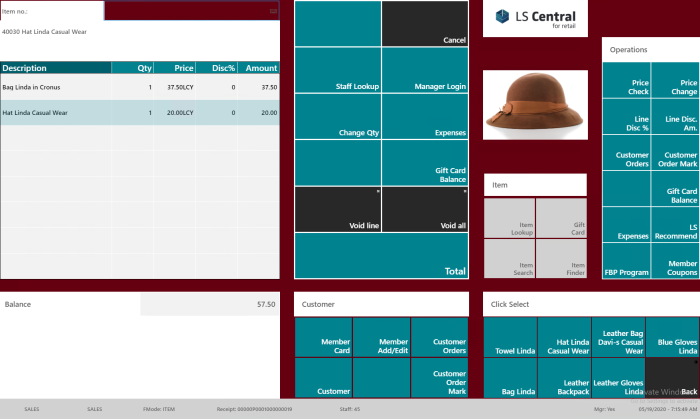 Item no.:
40030 Hat Linda Casual Wear
Description Qty Price Disc% Amount
Bag Linda in Cronus 1 37.50LCY 0 37.50
Hat Linda Casual Wear 1 20.00LCY 0 20.00
Balance 57.50
Cancel
Staff Lookup
Manager Login
Change Qty
Expenses
Gift Card
Balance
Void line
Void all
Total
LS Central
for retail
Item
Item
Lookup
Gift
Card
Item
Search
Item
Finder
Operations
Price
Check
Price
Change
Line
Disc %
Line Disc.
Am.
Customer
Orders
Customer
Order Mark
Gift Card
Balance
Expenses
LS
Recommend
FBP Program
Member
Coupons
Customer
Member
Card
Member
Add/Edit
Customer
Orders
Customer
Customer
Order
Mark
Click Select
Towel Linda
Hat Linda
Casual Wear
Leather Bag
Davi-s Casual
Wear
Blue Gloves
Linda
Bag Linda
Leather
Backpack
Leather Gloves
Linda
Back
SALES SALES FMode: ITEM Staff: 45 Mgr: Yes 05/19/2020 - 7:15:49 AM